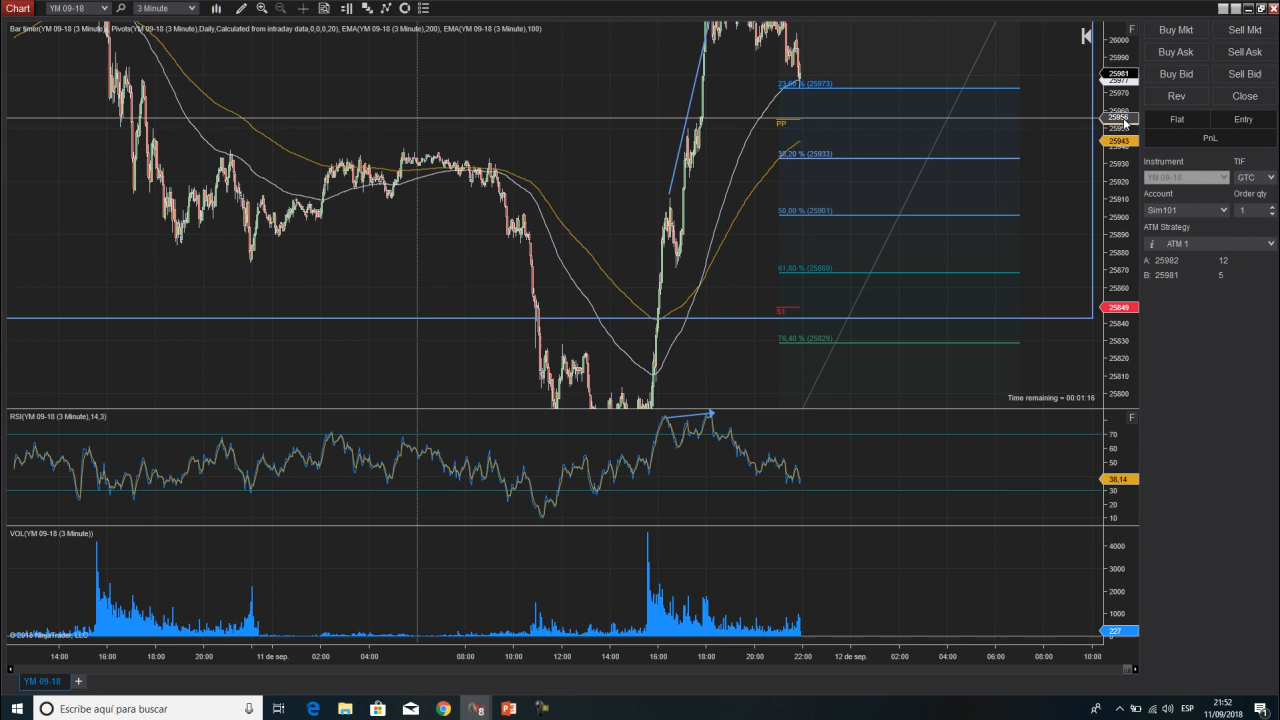 Chart YM 09-18 3 Minute
Bar timer(YM 09-18 (3 Minute)), Pivots(YM 09-18 (3 Minute),Daily,Calculated from intraday data,0,0,0,20), EMA(YM 09-18 (3 Minute),200), EMA(YM 09-18 (3 Minute),100)
F
26000
25990
25981
25977
25970
25960
25956
25943
25930
25920
25910
25900
25890
25880
25870
25860
25849
25840
25830
25820
25810
25800
23,60 % (25973)
PP
38,20 % (25933)
50,00 % (25901)
61,80 % (25869)
S1
76,40 % (25829)
Time remaining = 00:01:16
RSI(YM 09-18 (3 Minute),14,3)
F
70
60
50
38,14
30
20
10
VOL(YM 09-18 (3 Minute))
4000
3000
2000
1000
227
0
© 2018 NinjaTrader, LLC
14:00 18:00 20:00 11 de sep. 02:00 04:00 08:00 10:00 14:00 16:00 18:00 20:00 22:00 12 de sep. 02:00 04:00 06:00 08:00 10:00
YM 09-18 +
Buy Mkt Sell Mkt
Buy Ask Sell Ask
Buy Bid Sell Bid
Rev Close
Flat Entry
PnL
Instrument TIF
YM 09-18 GTC
Account Order qty
Sim101 1
ATM Strategy
i ATM 1
A: 25982 12
B: 25981 5
Escribe aquí para buscar
ESP
21:52
11/09/2018